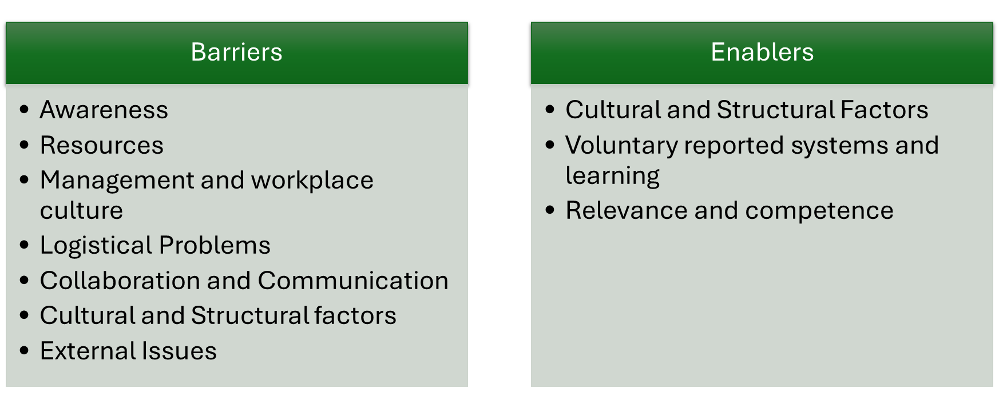 Barriers
• Awareness
• Resources
• Management and workplace
culture
• Logistical Problems
• Collaboration and Communication
• Cultural and Structural factors
• External Issues
Enablers
• Cultural and Structural Factors
• Voluntary reported systems and
learning
• Relevance and competence